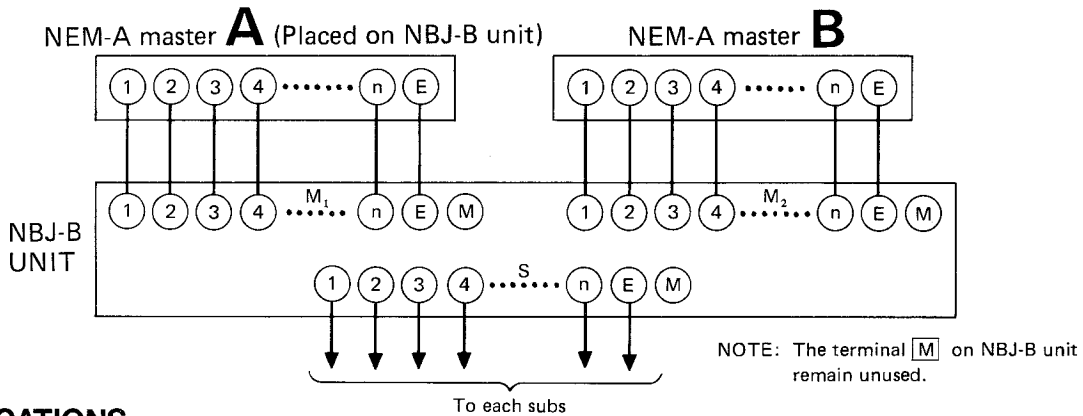 NEM-A master A (Placed on NBJ-B unit)
NEM-A master B
1 2 3 4 ........ n E
1 2 3 4 ...... n E
NBJ-B
UNIT
1 2 3 4 ...... M₁ n E M
1 2 3 4 ....... M₂ n E M
1 2 3 4 ....... S n E M
NOTE: The terminal M on NBJ-B unit
remain unused.
To each subs